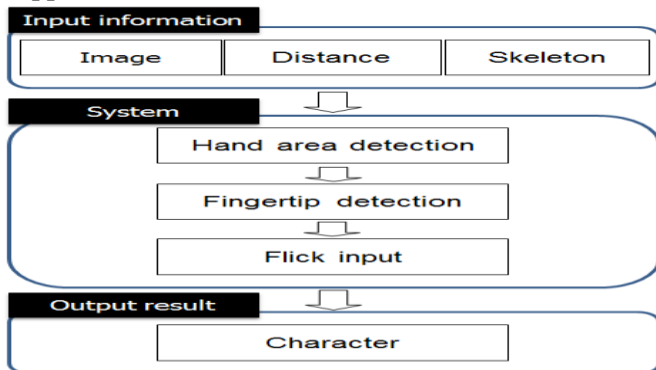 Input information
Image Distance Skeleton
System
Hand area detection
Fingertip detection
Flick input
Output result
Character